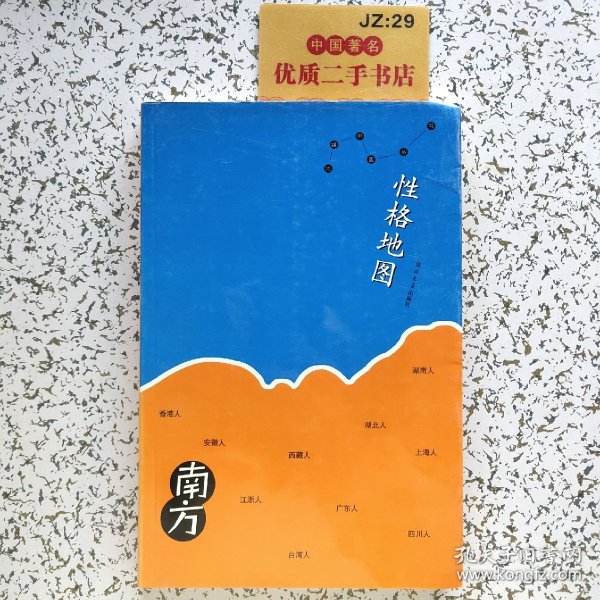 JZ:29
中国著名
优质二手书店
性格地图
湖南人
香港人
湖北人
安徽人
西藏人
上海人
南方
江浙人
广东人
四川人
台湾人
孔夫子旧书网
www.kongfz.com